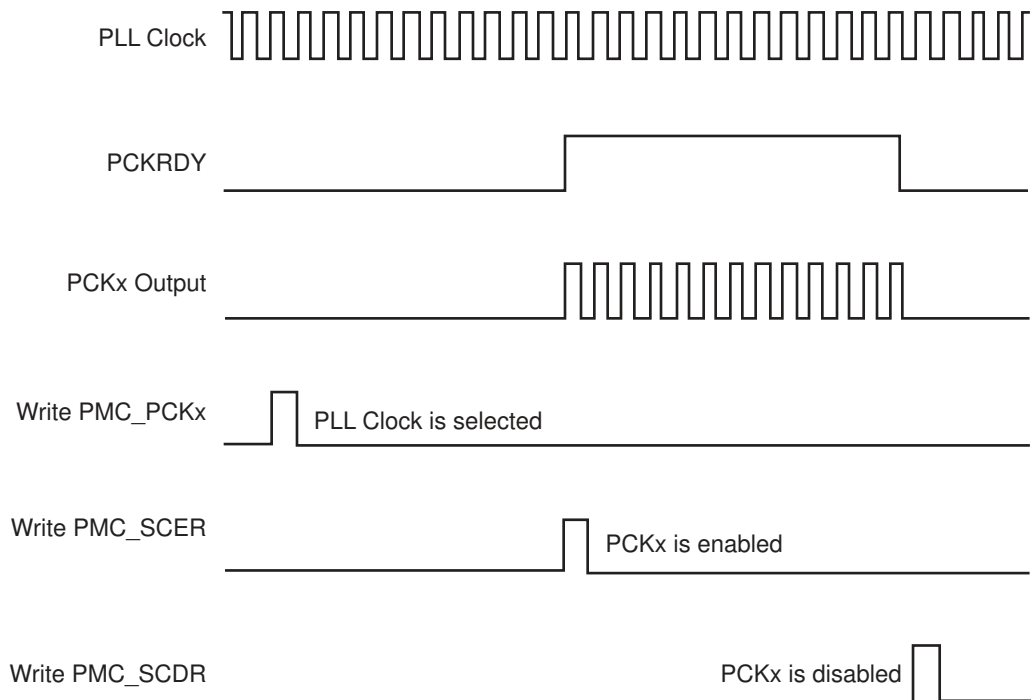 PLL Clock
PCKRDY
PCKx Output
Write PMC_PCKx
PLL Clock is selected
Write PMC_SCER
PCKx is enabled
Write PMC_SCDR
PCKx is disabled